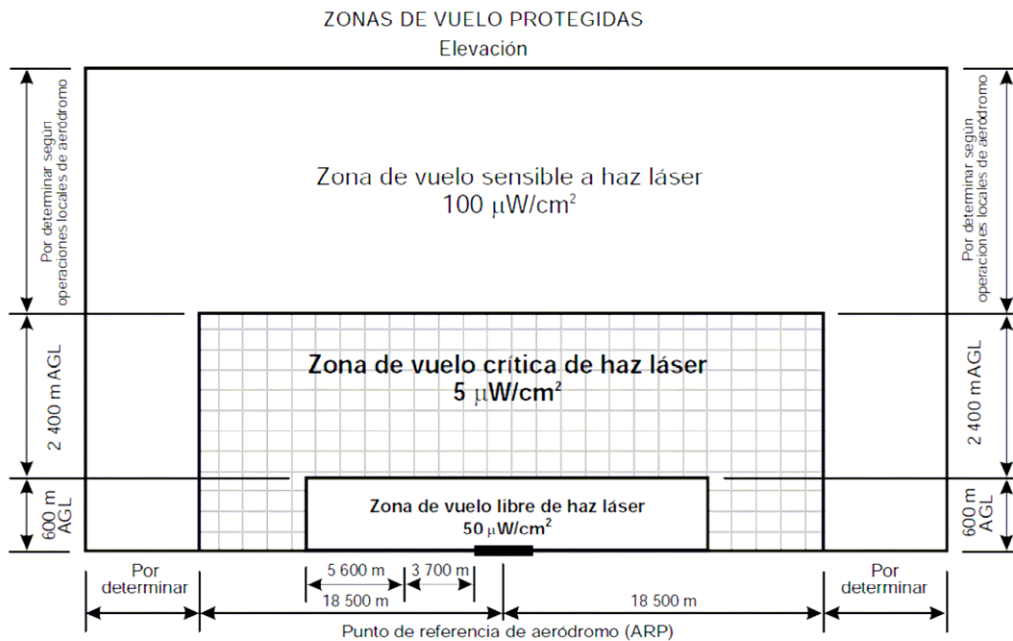 ZONAS DE VUELO PROTEGIDAS
Elevación
Por determinar según
operaciones locales de aeródromo
Zona de vuelo sensible a haz láser
100 μW/cm²
Por determinar según
operaciones locales de aeródromo
2 400 m AGL
Zona de vuelo crítica de haz láser
5 μW/cm²
2 400 m AGL
600 m
AGL
Zona de vuelo libre de haz láser
50 μW/cm²
600 m
AGL
Por
determinar
5 600 m
3 700 m
Por
determinar
18 500 m
18 500 m
Punto de referencia de aeródromo (ARP)